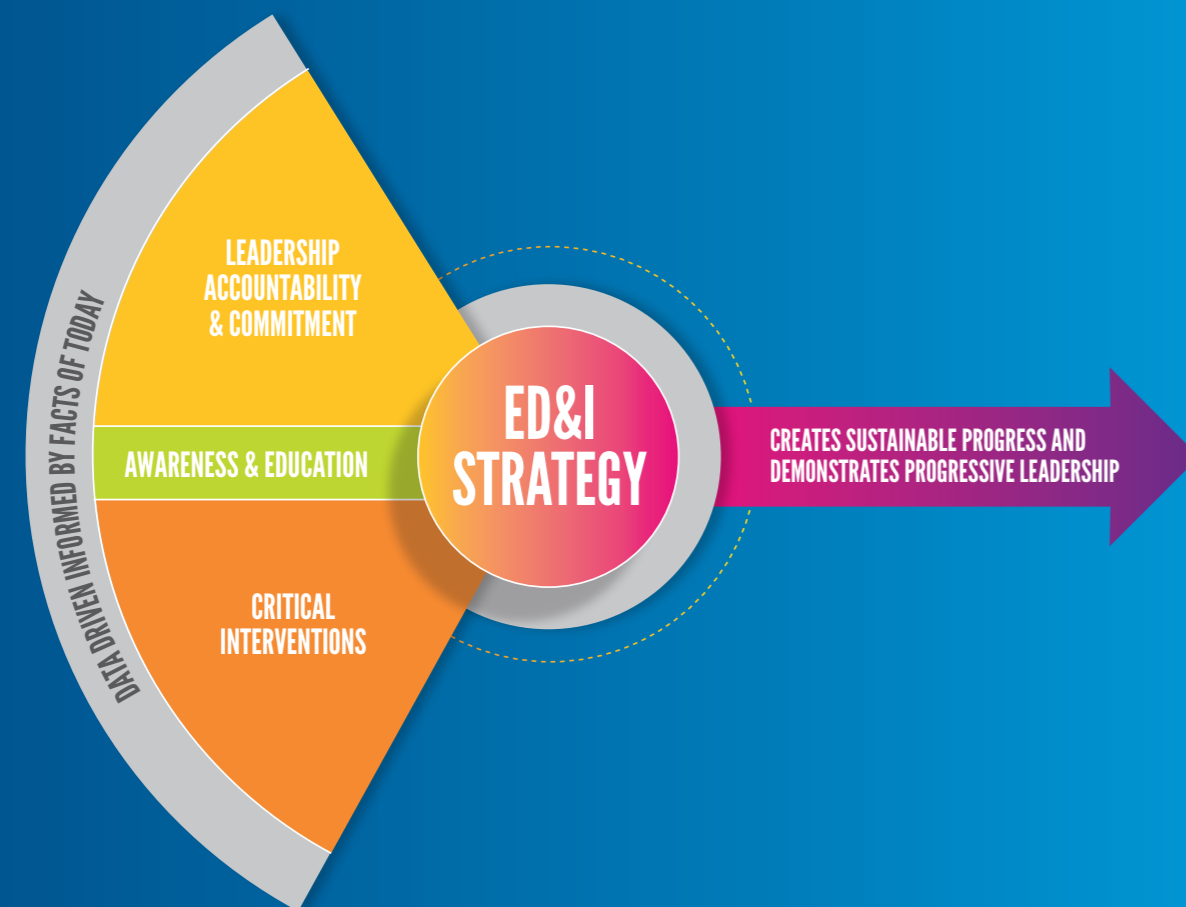 DATA DRIVEN INFORMED BY FACTS OF TODAY
LEADERSHIP
ACCOUNTABILITY
& COMMITMENT
AWARENESS & EDUCATION
CRITICAL
INTERVENTIONS
ED&I
STRATEGY
CREATES SUSTAINABLE PROGRESS AND
DEMONSTRATES PROGRESSIVE LEADERSHIP